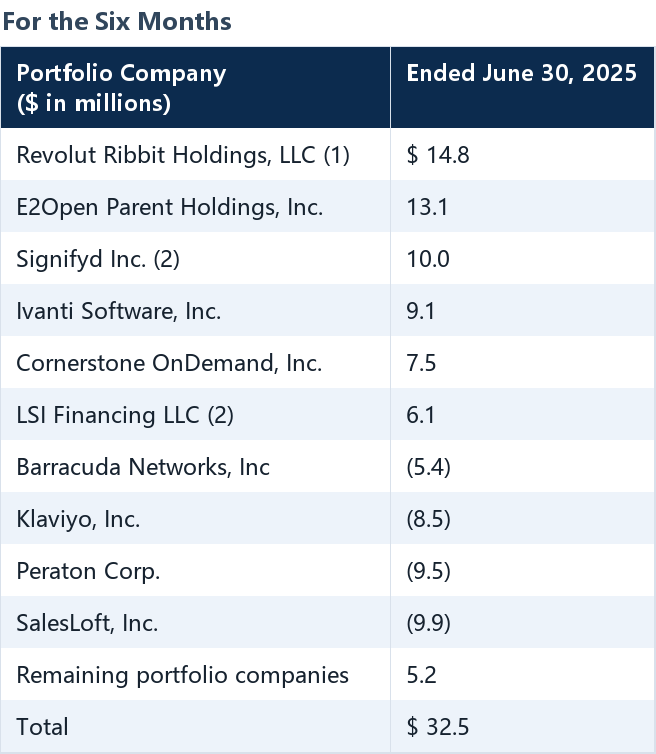 For the Six Months
Portfolio Company
($ in millions)
Ended June 30, 2025
Revolut Ribbit Holdings, LLC (1) $ 14.8
E2Open Parent Holdings, Inc. 13.1
Signifyd Inc. (2) 10.0
Ivanti Software, Inc. 9.1
Cornerstone OnDemand, Inc. 7.5
LSI Financing LLC (2) 6.1
Barracuda Networks, Inc (5.4)
Klaviyo, Inc. (8.5)
Peraton Corp. (9.5)
SalesLoft, Inc. (9.9)
Remaining portfolio companies 5.2
Total $ 32.5